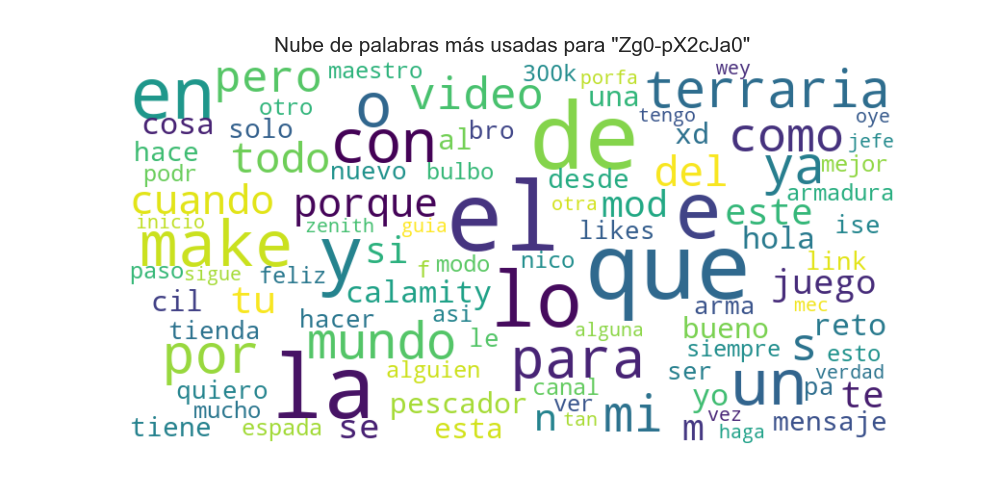 Nube de palabras más usadas para "Zg0-pX2cJa0"
en pero maestro 300k porfa wey terraria
otro o video una tengo oye
cosa solo con al bro de xd como jefe
hace todo nuevo bulbo desde del ya mejor
podr cuando porque el otra mod e este armadura
inicio make zenith guia likes hola ise
paso sigue feliz y si f modo nico que link juego
cil tu calamity lo arma mec
tienda hacer asi alguna bueno reto
por mundo le para siempre s esto
quiero la alguien canal ser un verdad
mucho pescador ver mi yo pa te
tiene espada se esta n tan m vez haga mensaje